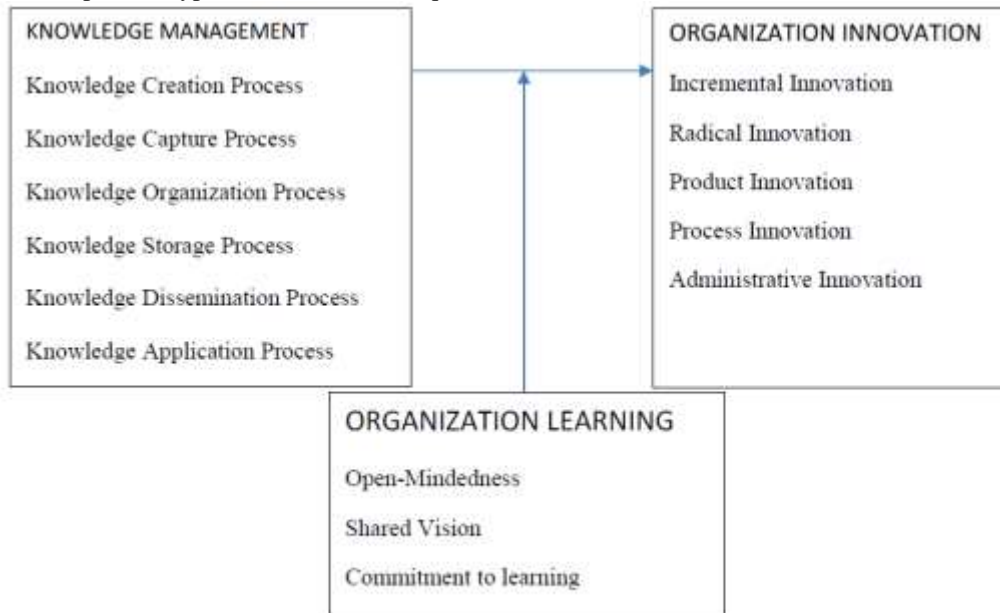 KNOWLEDGE MANAGEMENT
Knowledge Creation Process
Knowledge Capture Process
Knowledge Organization Process
Knowledge Storage Process
Knowledge Dissemination Process
Knowledge Application Process
ORGANIZATION INNOVATION
Incremental Innovation
Radical Innovation
Product Innovation
Process Innovation
Administrative Innovation
ORGANIZATION LEARNING
Open-Mindedness
Shared Vision
Commitment to learning